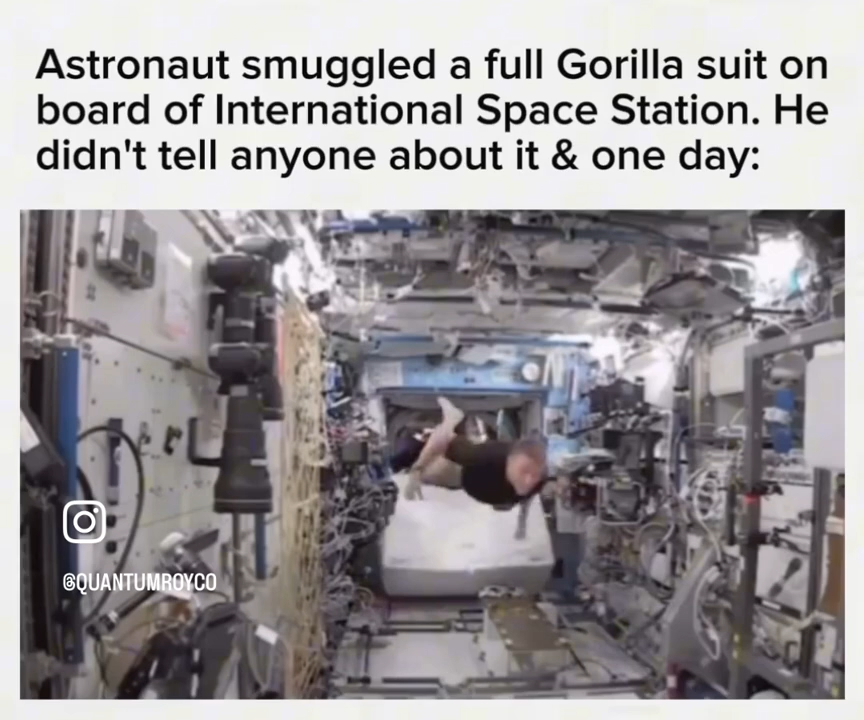 Astronaut smuggled a full Gorilla suit on
board of International Space Station. He
didn't tell anyone about it & one day:
@QUANTUMROYCO